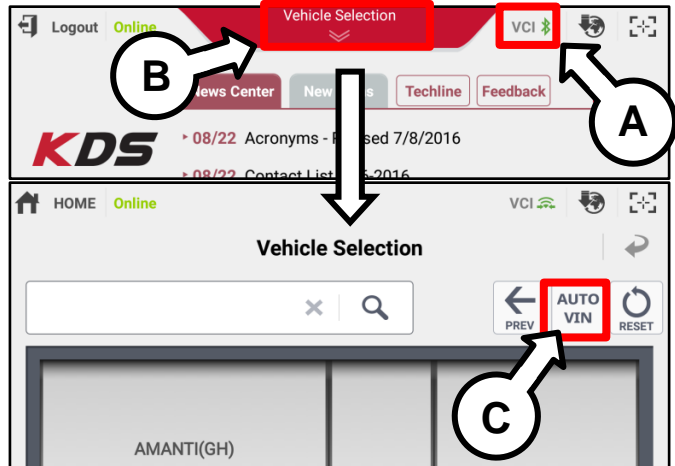 Vehicle Selection
Logout Online
VCI
B
News Center
New
Techline
Feedback
A
KDS
08/22 Acronyms - R sed 7/8/2016
08/22 Contact List 2016
HOME Online
VCI
Vehicle Selection
PREV
AUTO VIN
RESET
C
AMANTI(GH)